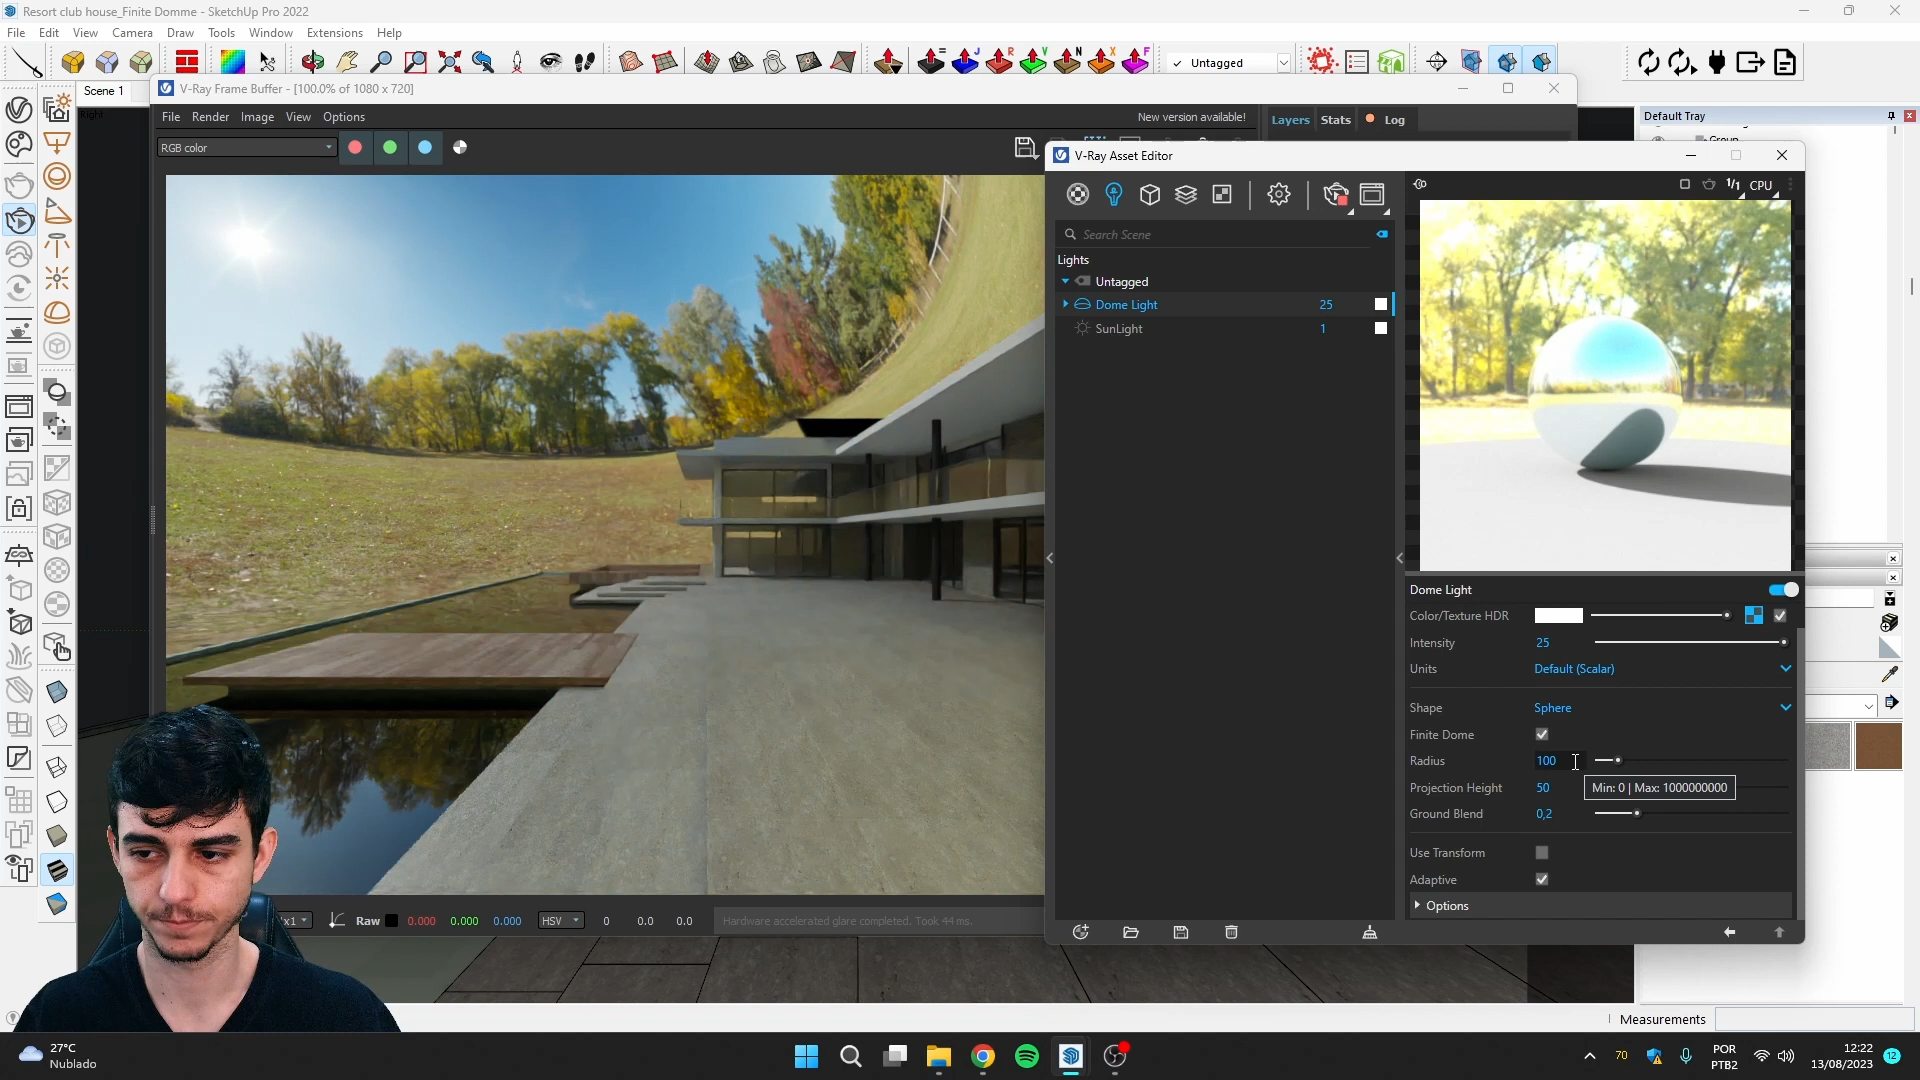 Resort club house_Finite Domme - SketchUp Pro 2022
File Edit View Camera Draw Tools Window Extensions Help
Untagged
Scene 1
V-Ray Frame Buffer - [100.0% of 1080 x 720]
Right
File Render Image View Options
New version available!
Layers Stats Log
Default Tray
RGB color
V-Ray Asset Editor
1/1 CPU
Search Scene
Lights
Untagged
Dome Light 25
SunLight 1
Dome Light
Color/Texture HDR
Intensity 25
Units Default (Scalar)
Shape Sphere
Finite Dome
Radius 100
Projection Height 50
Min: 0 | Max: 1000000000
Ground Blend 0,2
Use Transform
Adaptive
Options
Raw 0.000 0.000 0.000 HSV 0 0.0 0.0
Hardware accelerated glare completed. Took 44 ms.
Measurements
27°C
Nublado
70
POR
PTB2
12:22
13/08/2023
12